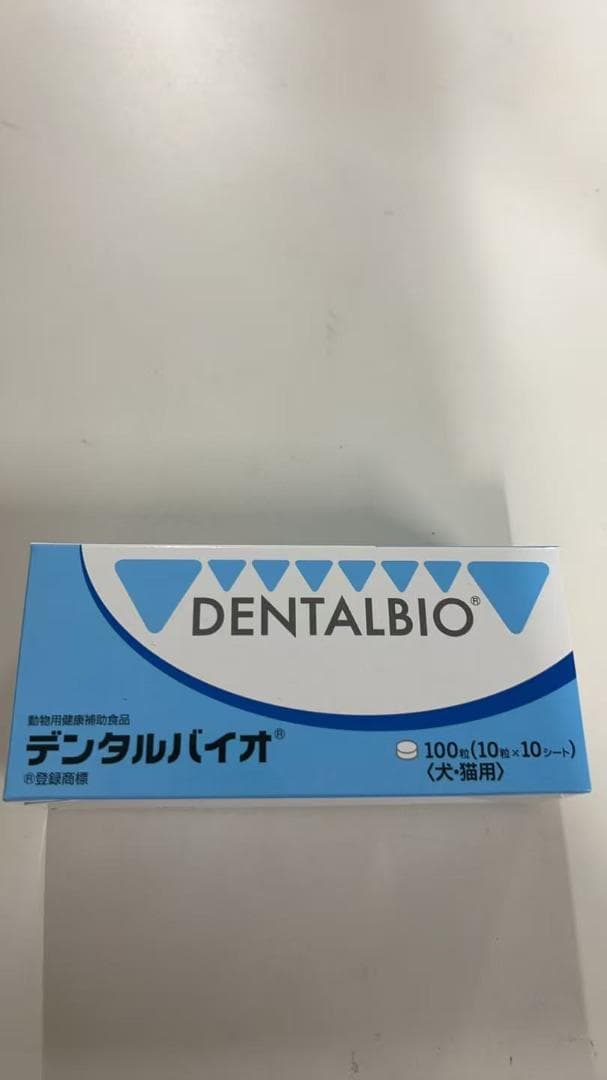 DENTALBIO®
動物用健康補助食品
デンタルバイオ®
®登録商標
100粒(10粒×10シート)
〈犬・猫用〉